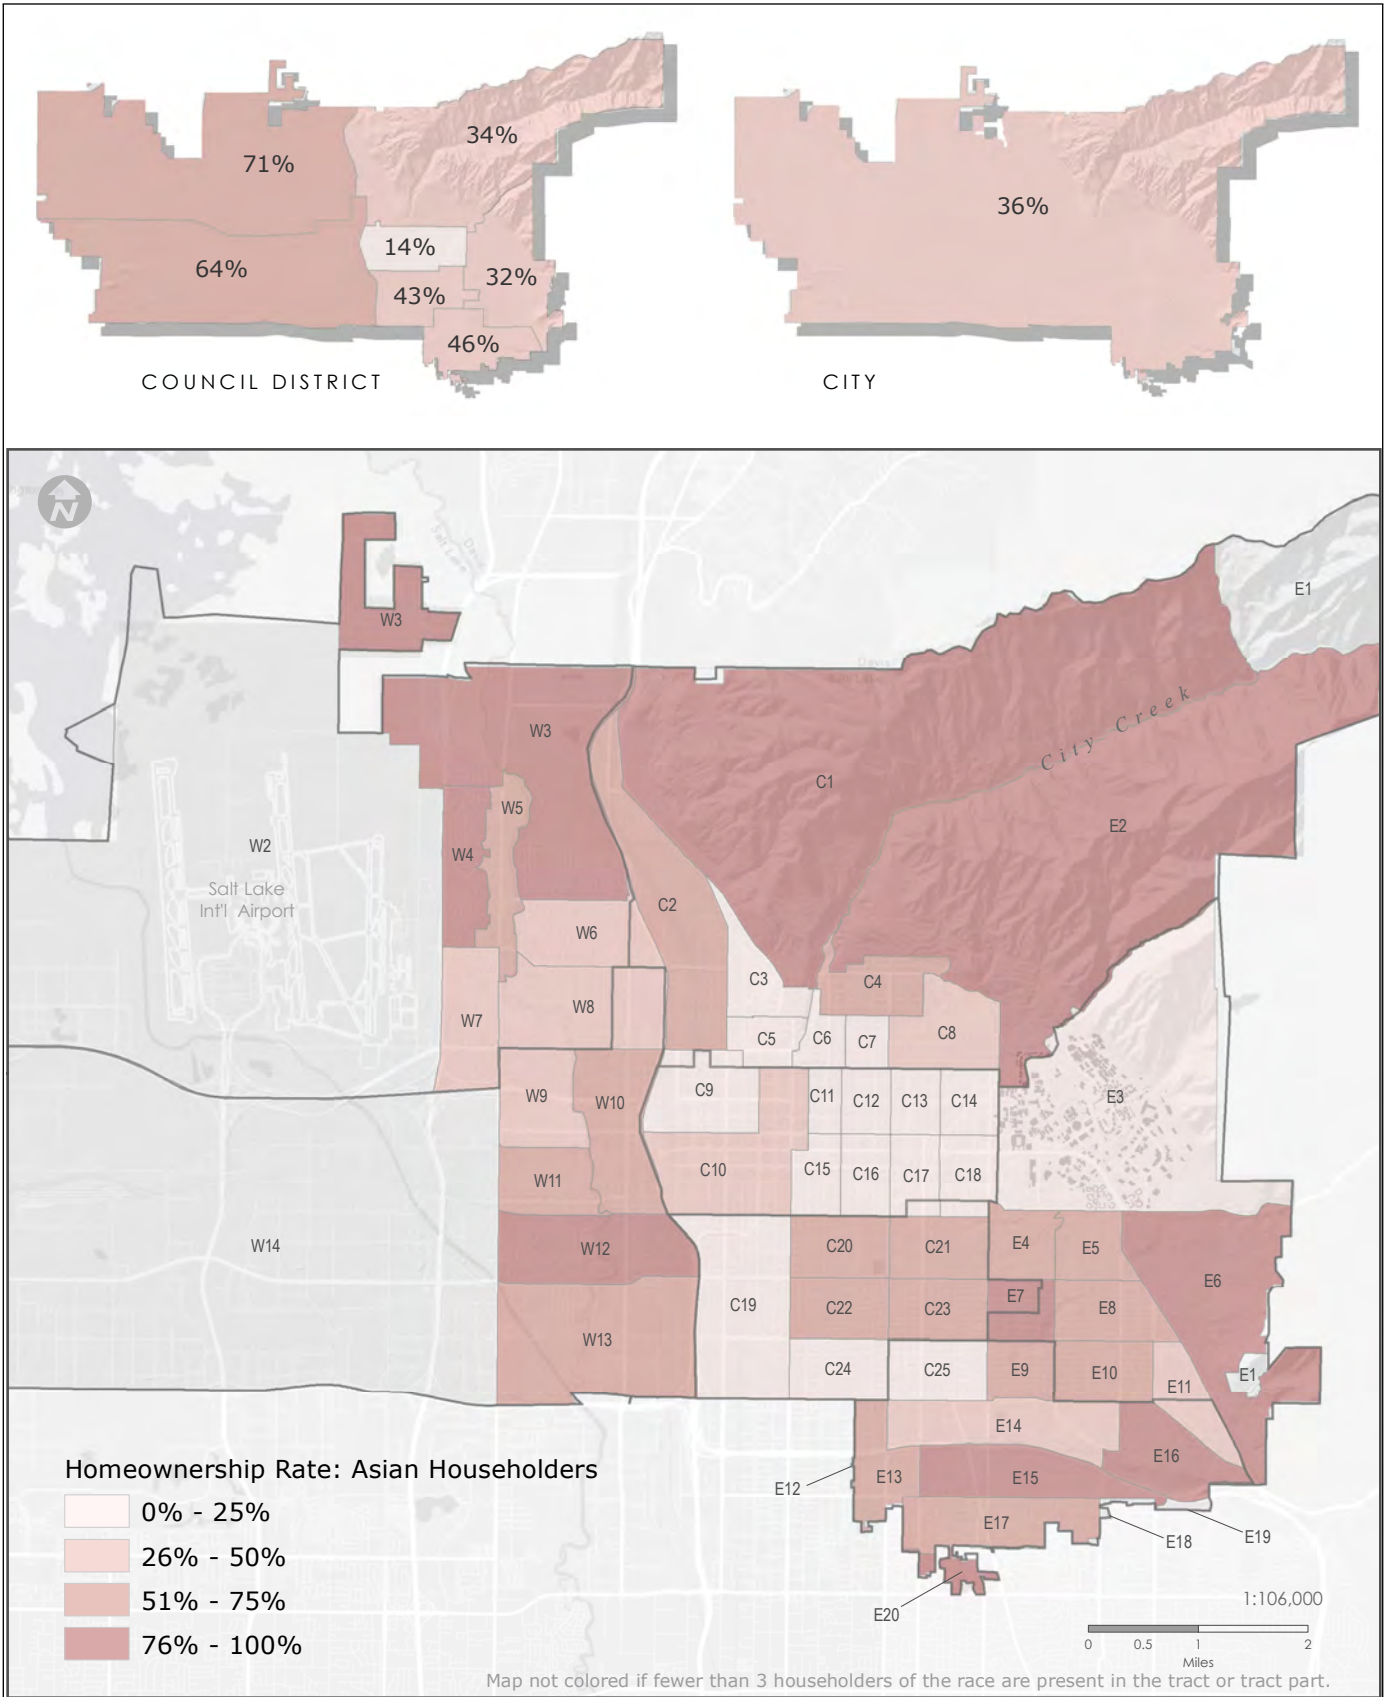 34%
71%
14%
64%
32%
43%
46%
COUNCIL DISTRICT
36%
CITY
N
Davis
Salt Lake
W3
E1
Davis
City Creek
W3
C1
W5
E2
W2
W4
Salt Lake
Int'l Airport
C2
W6
C3
C4
W7
W8
C5
C6
C7
C8
W9
W10
C9
C11
C12
C13
C14
E3
W11
C10
C15
C16
C17
C18
W14
W12
C20
C21
E4
E5
E6
C19
C22
C23
E7
E8
W13
C24
C25
E9
E10
E11
E1
E14
E16
E12
E13
E15
E17
E18
E19
E20
Homeownership Rate: Asian Householders
0% - 25%
26% - 50%
51% - 75%
76% - 100%
1:106,000
0 0.5 1 2
Miles
Map not colored if fewer than 3 householders of the race are present in the tract or tract part.